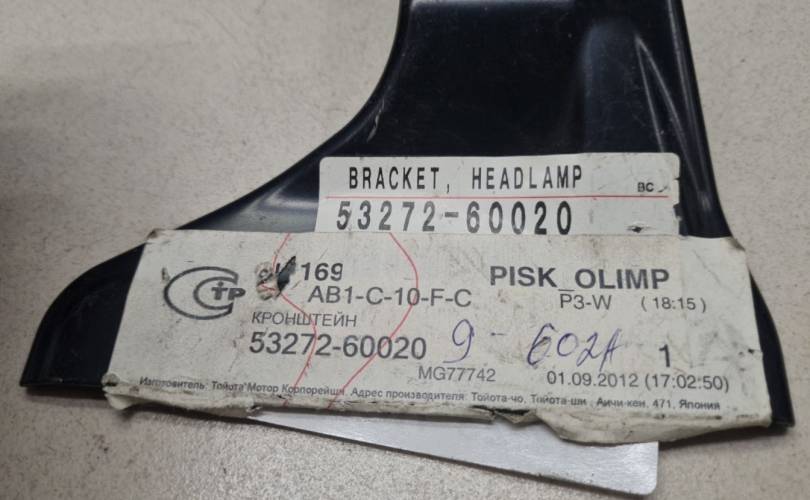 BRACKET, HEADLAMP BC
53272-60020
169 PISK_OLIMP
AB1-C-10-F-C P3-W (18:15)
КРОНШТЕЙН
53272-60020 9-602A 1
MG77742 01.09.2012 (17:02:50)
Изготовитель: Тойота Мотор Корпорейшн. Адрес производителя: Тойота-чо, Тойота-ши, Аичи-кен, 471, Япония